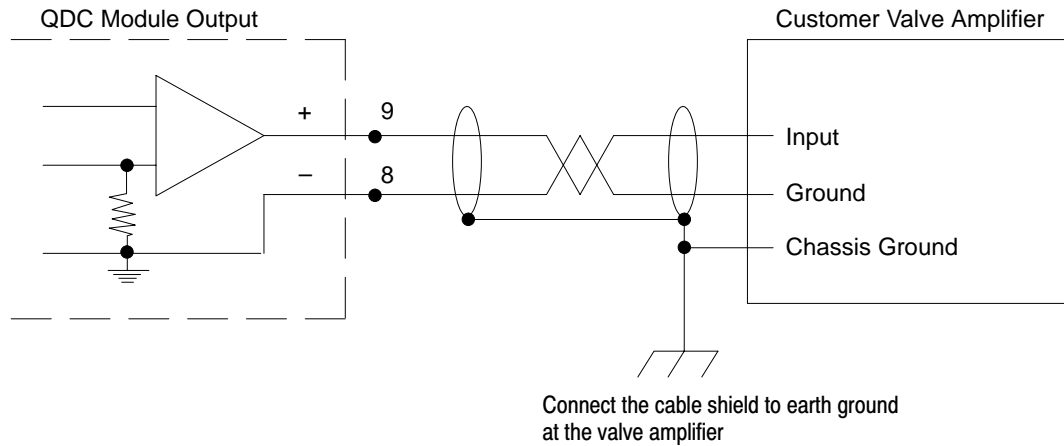 QDC Module Output
Customer Valve Amplifier
+
9
Input
–
8
Ground
Chassis Ground
Connect the cable shield to earth ground
at the valve amplifier